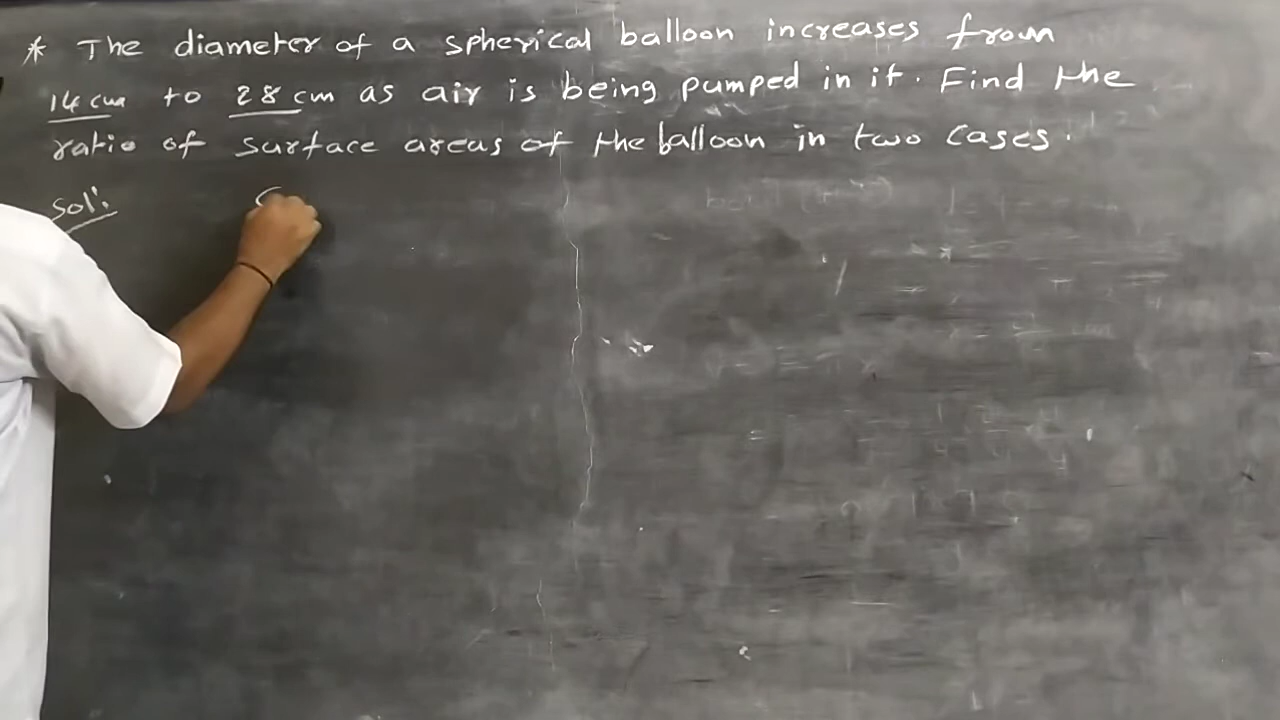 * The diameter of a spherical balloon increases from
14 cm to 28 cm as air is being pumped in it. Find the
ratio of surface areas of the balloon in two cases.
Sol: